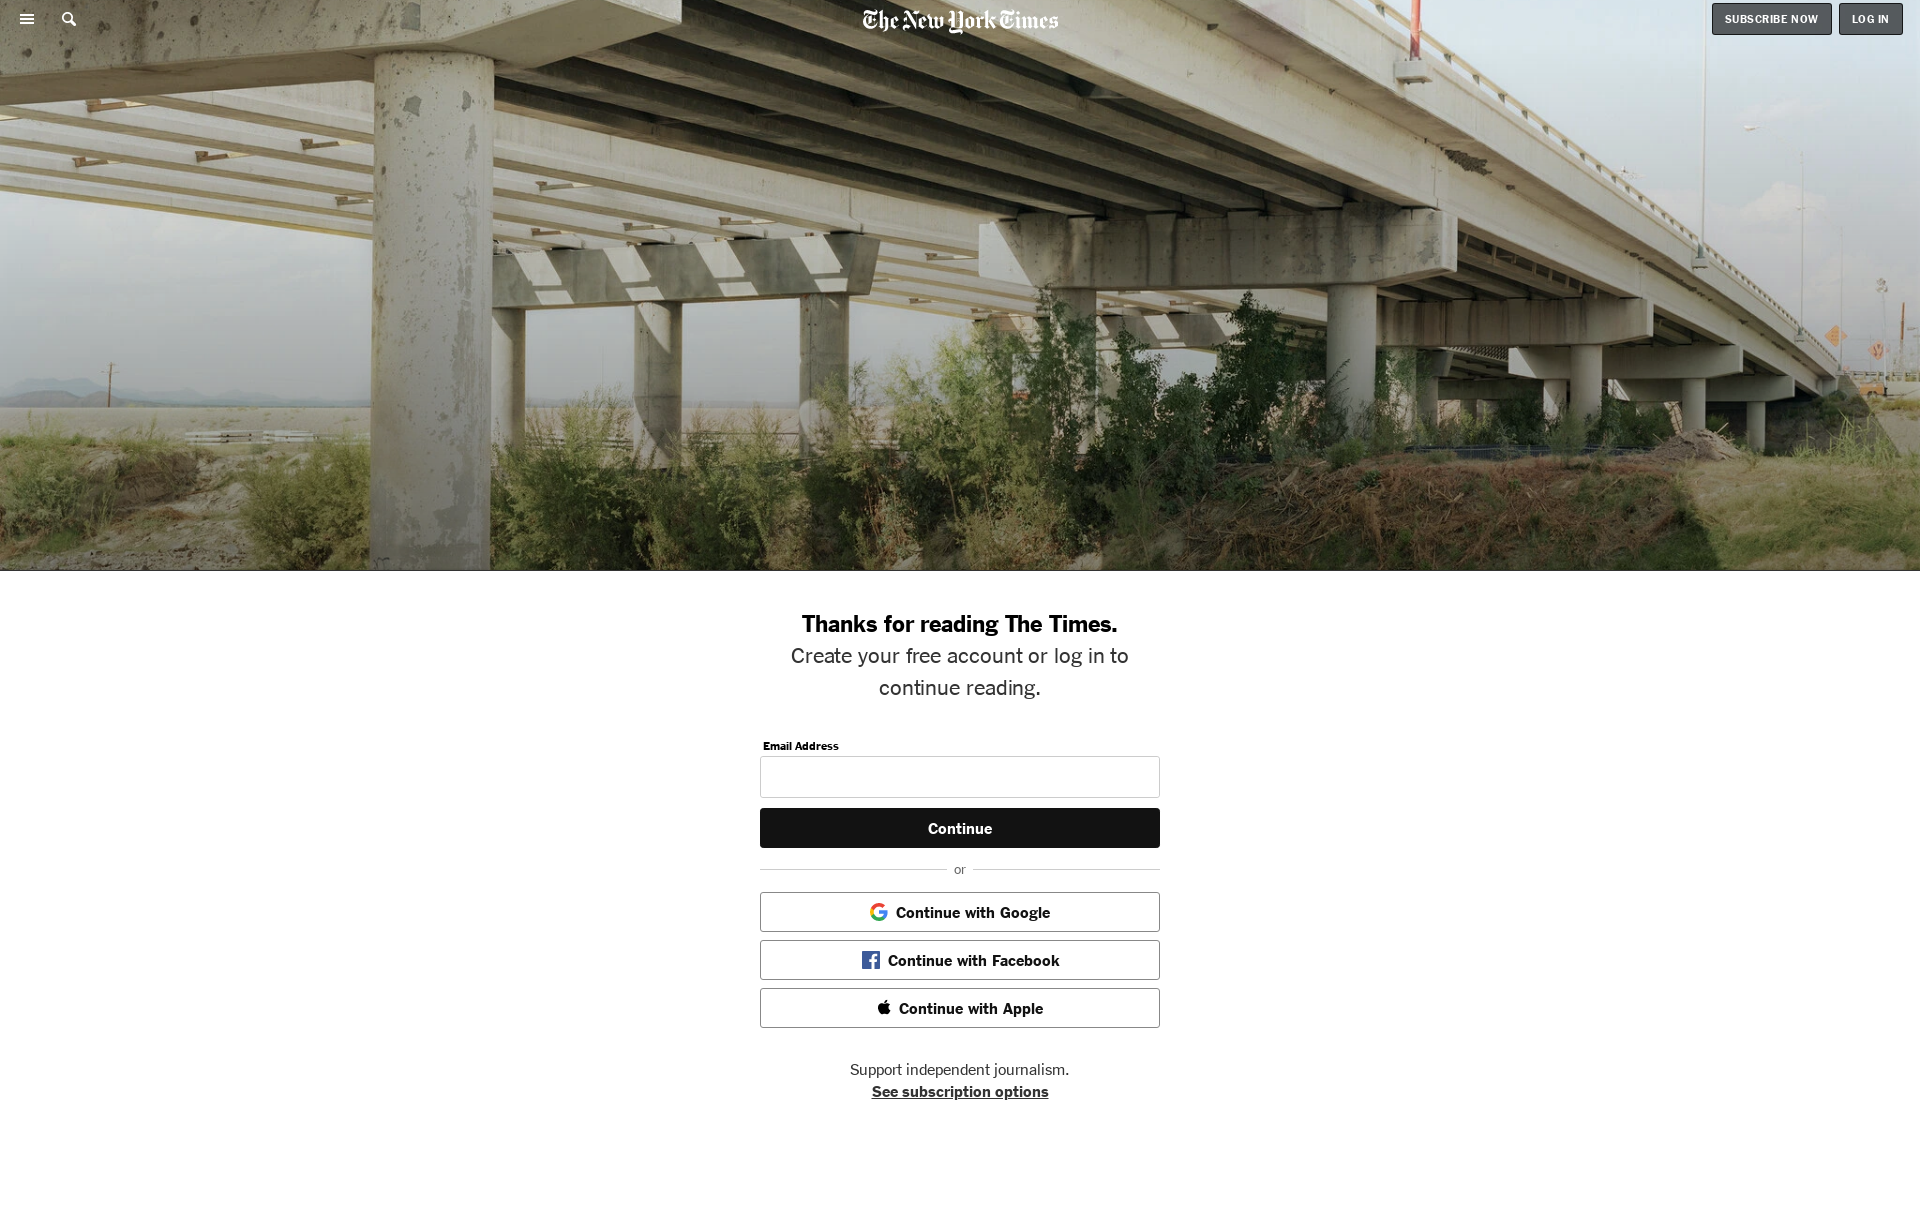 The New York Times
SUBSCRIBE NOW
LOG IN
Thanks for reading The Times.
Create your free account or log in to
continue reading.
Email Address
Continue
or
Continue with Google
Continue with Facebook
Continue with Apple
Support independent journalism.
See subscription options